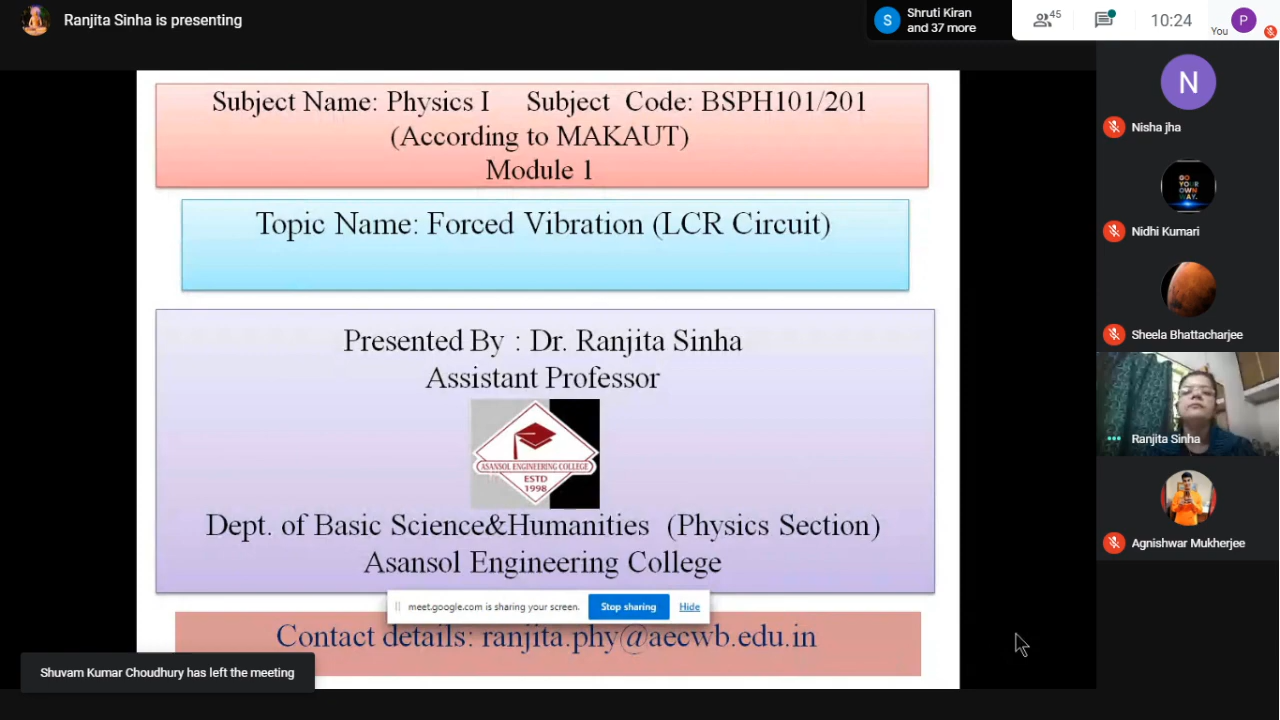 Ranjita Sinha is presenting
S
Shruti Kiran
and 37 more
45
10:24
You
P
Subject Name: Physics I Subject Code: BSPH101/201
(According to MAKAUT)
Module 1
Topic Name: Forced Vibration (LCR Circuit)
Presented By : Dr. Ranjita Sinha
Assistant Professor
ASANSOL ENGINEERING COLLEGE
ESTD
1998
Dept. of Basic Science&Humanities (Physics Section)
Asansol Engineering College
meet.google.com is sharing your screen.
Stop sharing
Hide
Contact details: ranjita.phy@aecwb.edu.in
Shuvam Kumar Choudhury has left the meeting
N
Nisha jha
GO
YOUR
OWN
WAY.
Nidhi Kumari
Sheela Bhattacharjee
Ranjita Sinha
Agnishwar Mukherjee